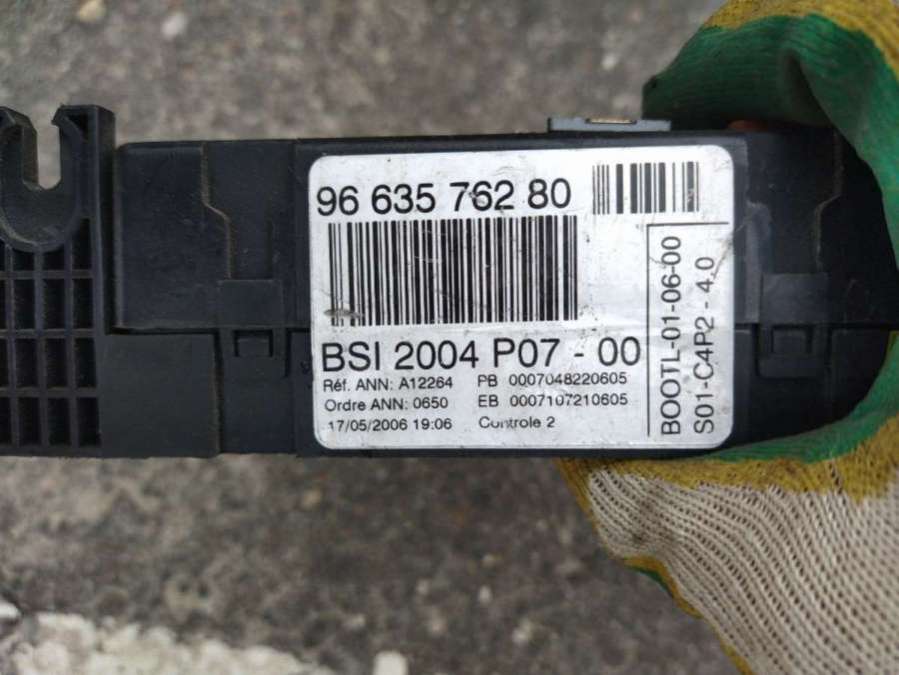 96 635 762 80
BSI 2004 P07 - 00
Réf. ANN: A12264 PB 0007048220605
Ordre ANN: 0650 EB 0007107210605
17/05/2006 19:06 Controle 2
BOOTL-01-06-00
S01-C4P2 - 4.0